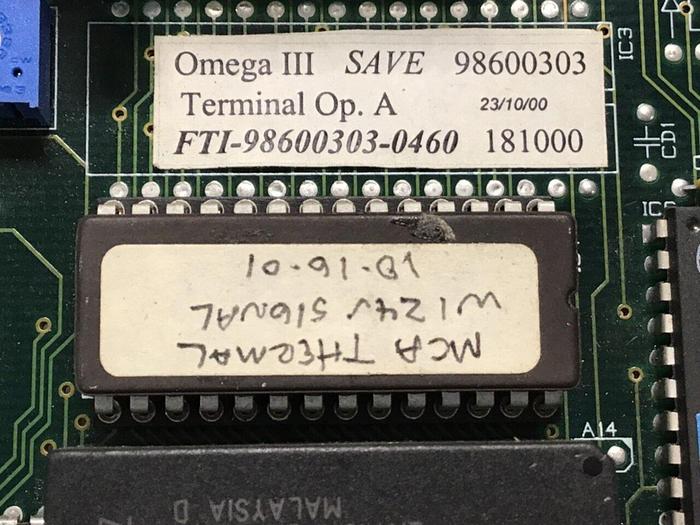 Omega III SAVE 98600303
Terminal Op. A 23/10/00
FTI-98600303-0460 181000
IC3
CD1
MCA THERMAL
W/24V SIGNAL
10-16-01
A14
MALAYSIA D